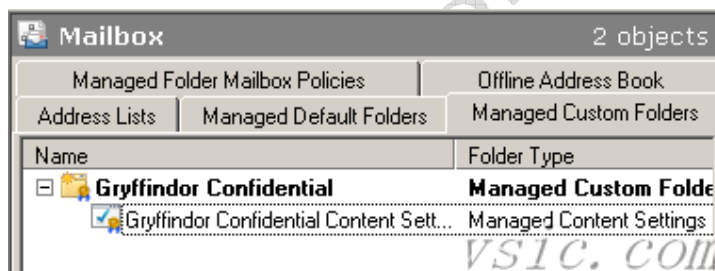 Mailbox 2 objects
Managed Folder Mailbox Policies Offline Address Book
Address Lists Managed Default Folders Managed Custom Folders
Name Folder Type
Gryffindor Confidential Managed Custom Folde
Gryffindor Confidential Content Sett... Managed Content Settings
vsic. com